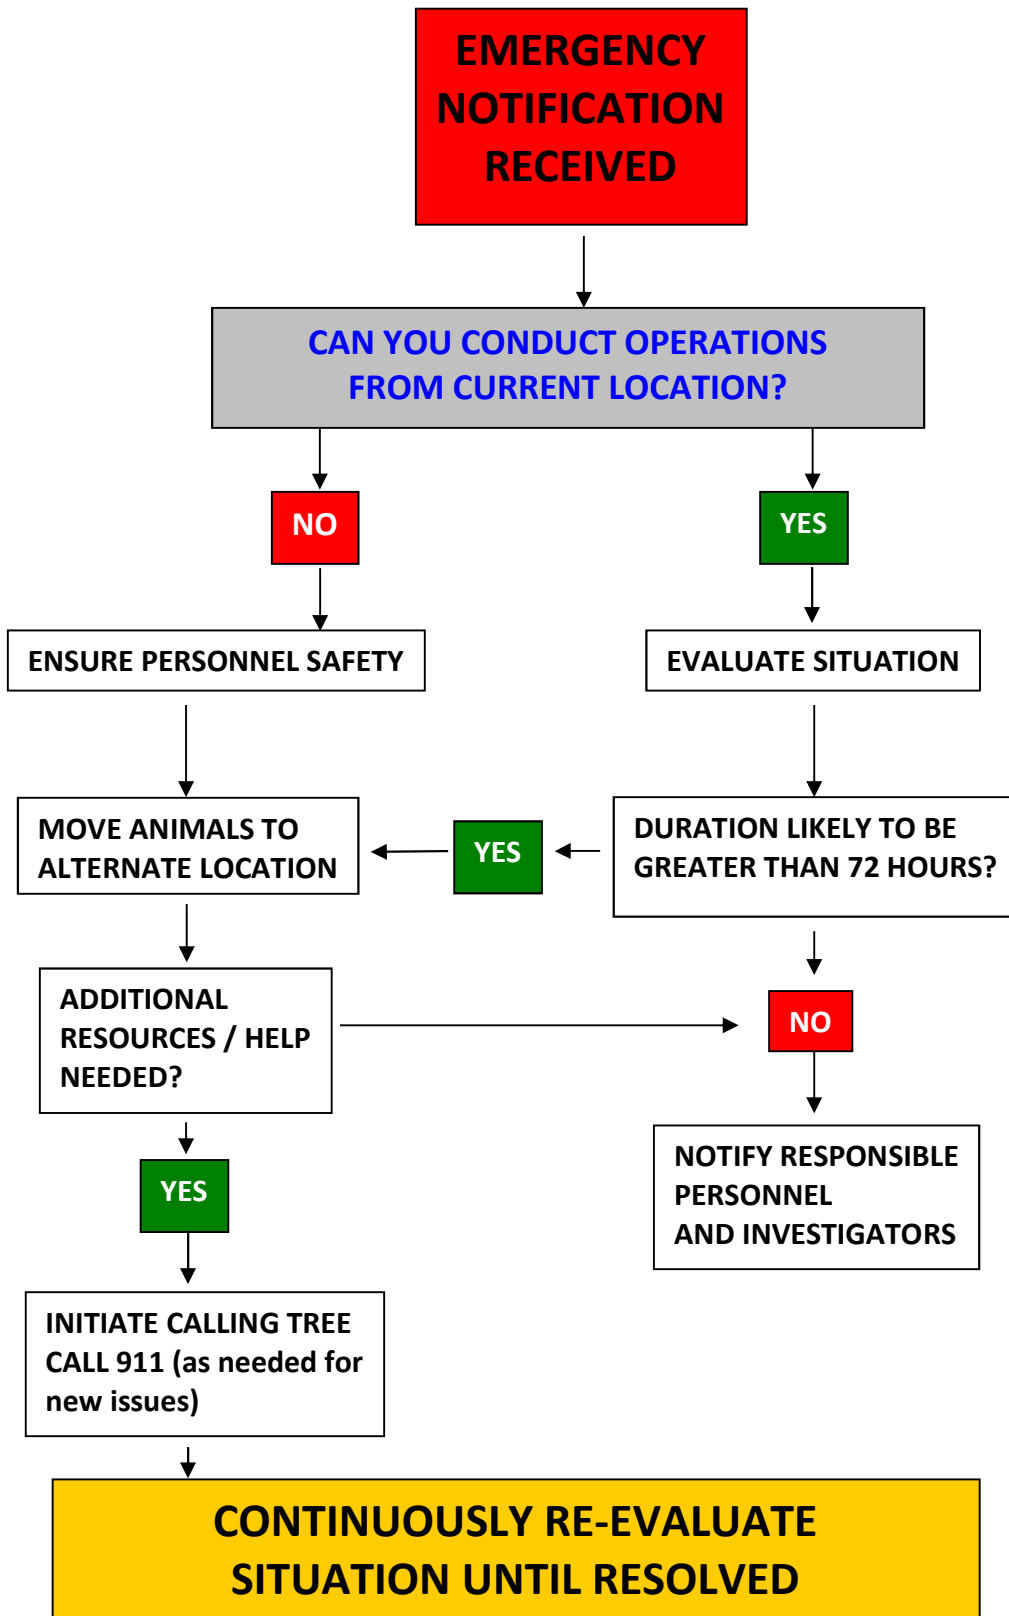 EMERGENCY
NOTIFICATION
RECEIVED
CAN YOU CONDUCT OPERATIONS
FROM CURRENT LOCATION?
NO
YES
ENSURE PERSONNEL SAFETY
EVALUATE SITUATION
MOVE ANIMALS TO
ALTERNATE LOCATION
YES
DURATION LIKELY TO BE
GREATER THAN 72 HOURS?
ADDITIONAL
RESOURCES / HELP
NEEDED?
NO
YES
NOTIFY RESPONSIBLE
PERSONNEL
AND INVESTIGATORS
INITIATE CALLING TREE
CALL 911 (as needed for
new issues)
CONTINUOUSLY RE-EVALUATE
SITUATION UNTIL RESOLVED